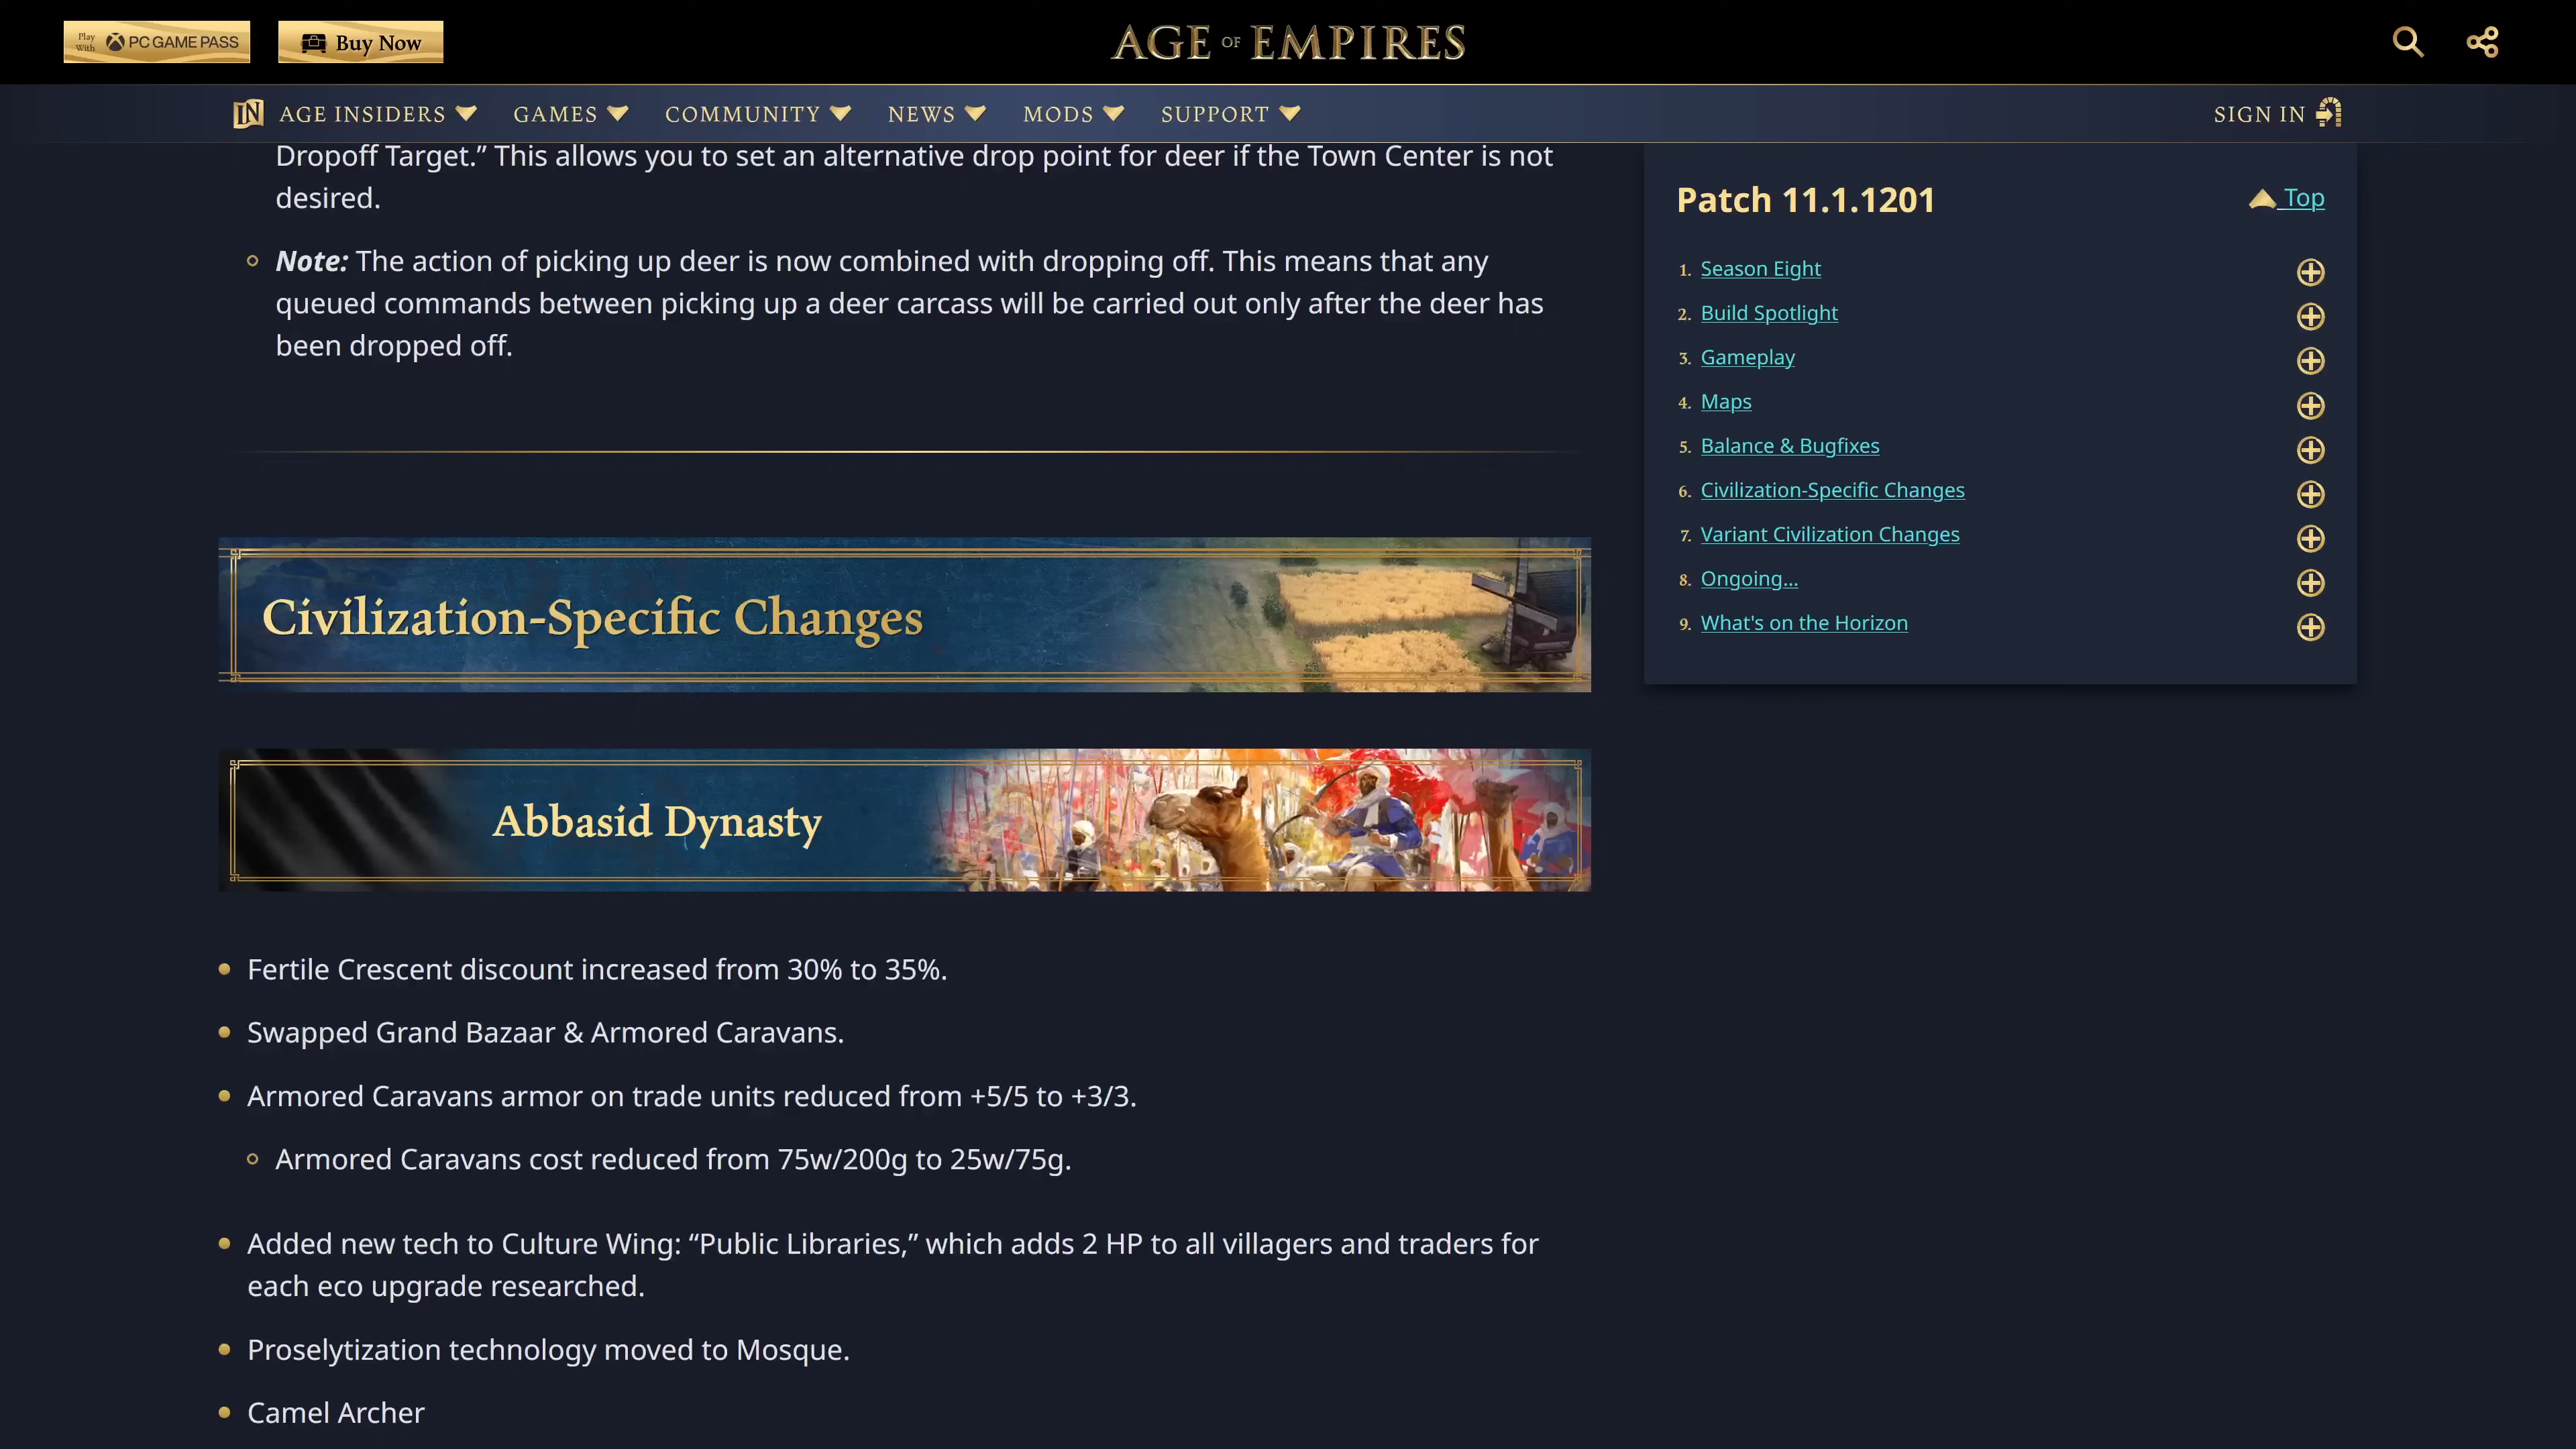 Play With PC GAME PASS
Buy Now
AGE OF EMPIRES
IN AGE INSIDERS
GAMES
COMMUNITY
NEWS
MODS
SUPPORT
SIGN IN
Dropoff Target.” This allows you to set an alternative drop point for deer if the Town Center is not
desired.
Note: The action of picking up deer is now combined with dropping off. This means that any
queued commands between picking up a deer carcass will be carried out only after the deer has
been dropped off.
Civilization-Specific Changes
Abbasid Dynasty
Fertile Crescent discount increased from 30% to 35%.
Swapped Grand Bazaar & Armored Caravans.
Armored Caravans armor on trade units reduced from +5/5 to +3/3.
Armored Caravans cost reduced from 75w/200g to 25w/75g.
Added new tech to Culture Wing: “Public Libraries,” which adds 2 HP to all villagers and traders for
each eco upgrade researched.
Proselytization technology moved to Mosque.
Camel Archer
Patch 11.1.1201
Top
1. Season Eight
2. Build Spotlight
3. Gameplay
4. Maps
5. Balance & Bugfixes
6. Civilization-Specific Changes
7. Variant Civilization Changes
8. Ongoing...
9. What's on the Horizon